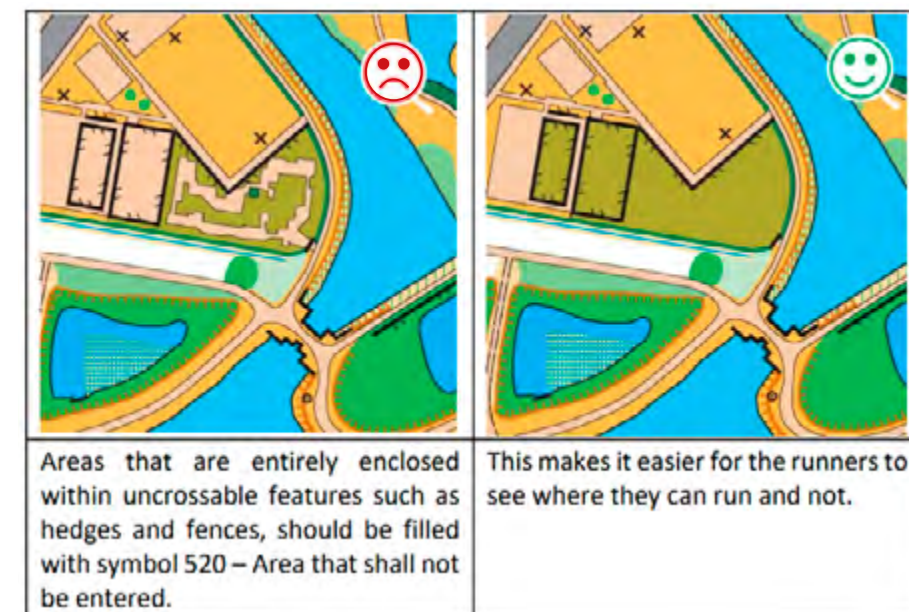 Areas that are entirely enclosed
within uncrossable features such as
hedges and fences, should be filled
with symbol 520 – Area that shall not
be entered.
This makes it easier for the runners to
see where they can run and not.